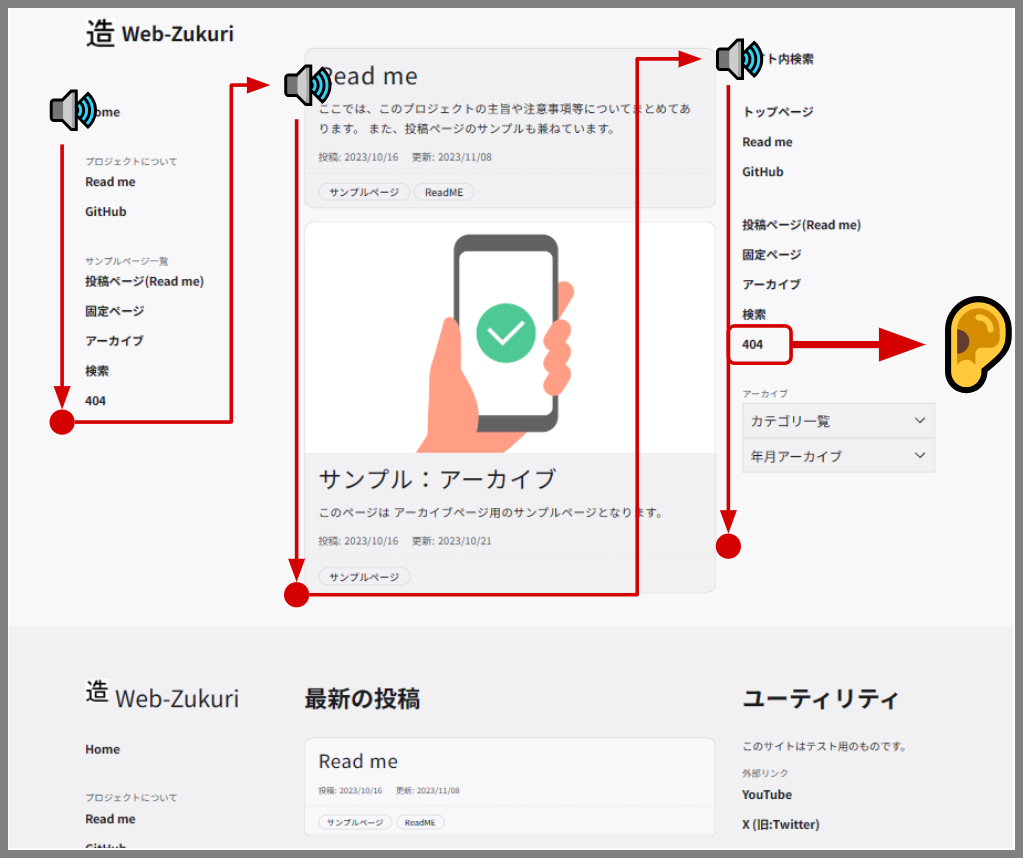 造 Web-Zukuri
ome
プロジェクトについて
Read me
GitHub
サンプルページ一覧
投稿ページ(Read me)
固定ページ
アーカイブ
検索
404
Read me
ここでは、このプロジェクトの主旨や注意事項等についてまとめてあ
ります。 また、投稿ページのサンプルも兼ねています。
投稿: 2023/10/16 更新: 2023/11/08
サンプルページ ReadME
サンプル：アーカイブ
このページは アーカイブページ用のサンプルページとなります。
投稿: 2023/10/16 更新: 2023/10/21
サンプルページ
イト内検索
トップページ
Read me
GitHub
投稿ページ(Read me)
固定ページ
アーカイブ
検索
404
アーカイブ
カテゴリ一覧
年月アーカイブ
造 Web-Zukuri
Home
プロジェクトについて
Read me
GitHub
最新の投稿
Read me
投稿: 2023/10/16 更新: 2023/11/08
サンプルページ ReadME
ユーティリティ
このサイトはテスト用のものです。
外部リンク
YouTube
X (旧:Twitter)